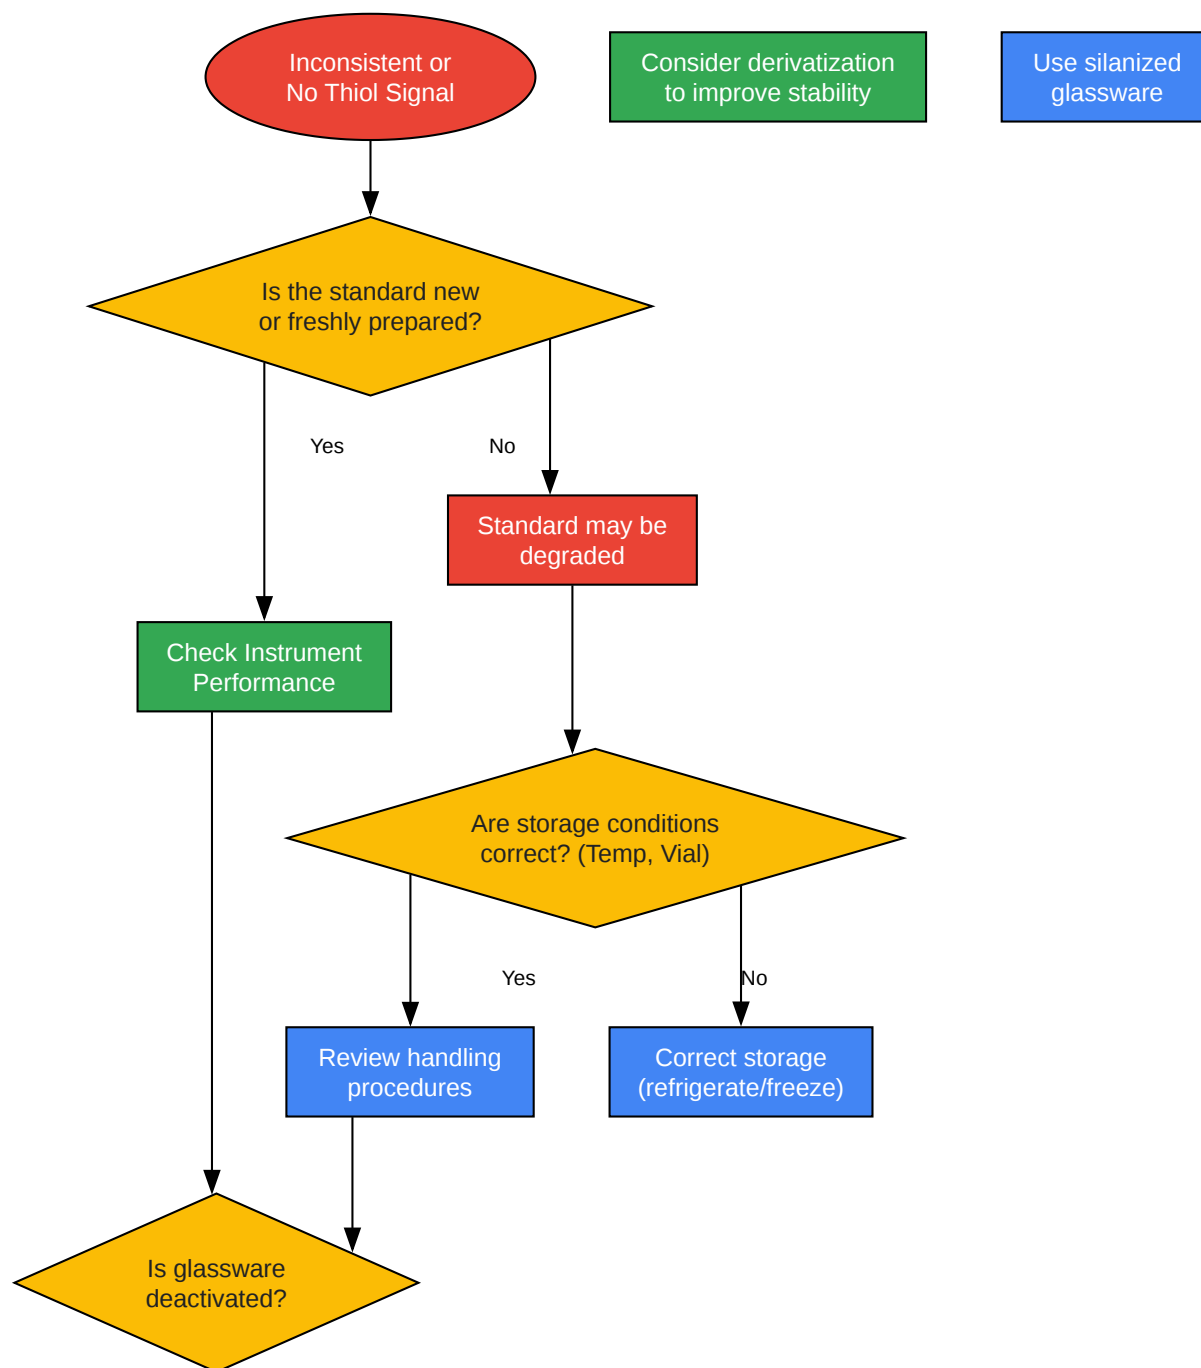 Inconsistent or
No Thiol Signal
Consider derivatization
to improve stability
Use silanized
glassware
Is the standard new
or freshly prepared?
Yes
No
Standard may be
degraded
Check Instrument
Performance
Are storage conditions
correct? (Temp, Vial)
Yes
No
Review handling
procedures
Correct storage
(refrigerate/freeze)
Is glassware
deactivated?